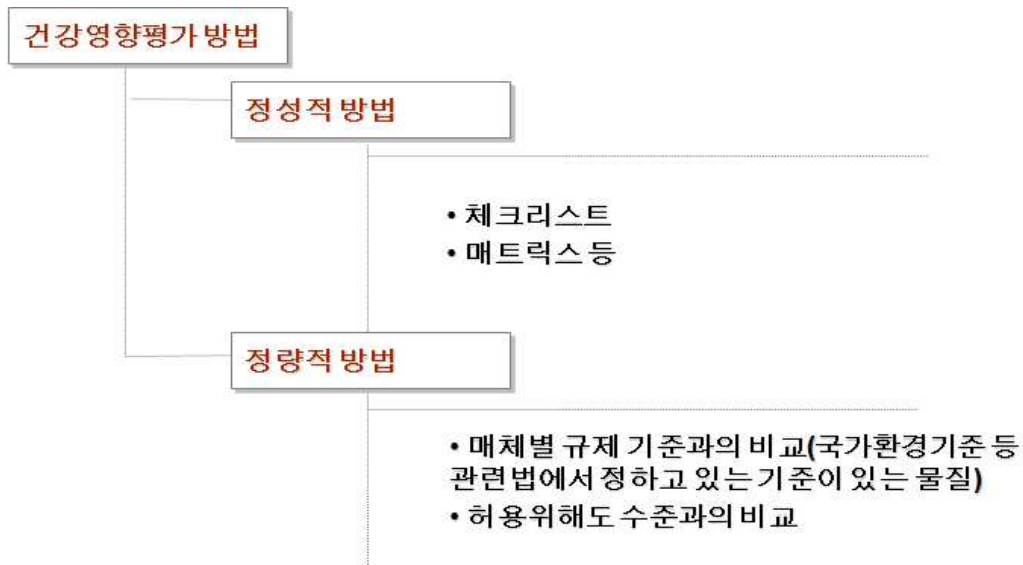 건강영향평가 방법
정성적 방법
• 체크리스트
• 매트릭스 등
정량적 방법
• 매체별 규제 기준과의 비교(국가환경기준 등
관련법에서 정하고 있는 기준이 있는 물질)
• 허용위해도 수준과의 비교